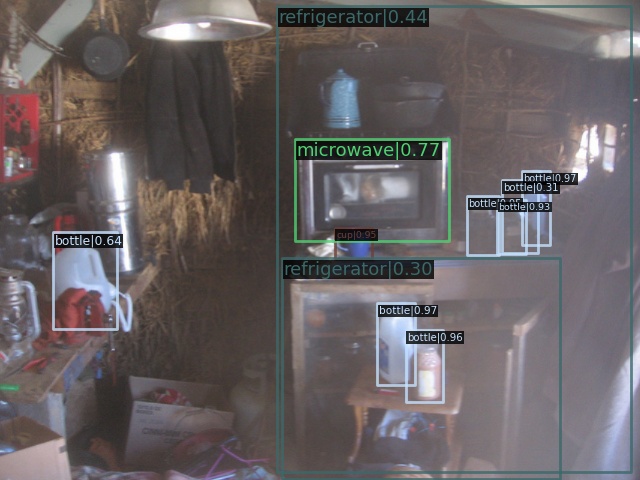 refrigerator|0.44
microwave|0.77
bottle|0.97
bottle|0.31
bottle|0.93
cup|0.95
bottle|0.64
refrigerator|0.30
bottle|0.97
bottle|0.96